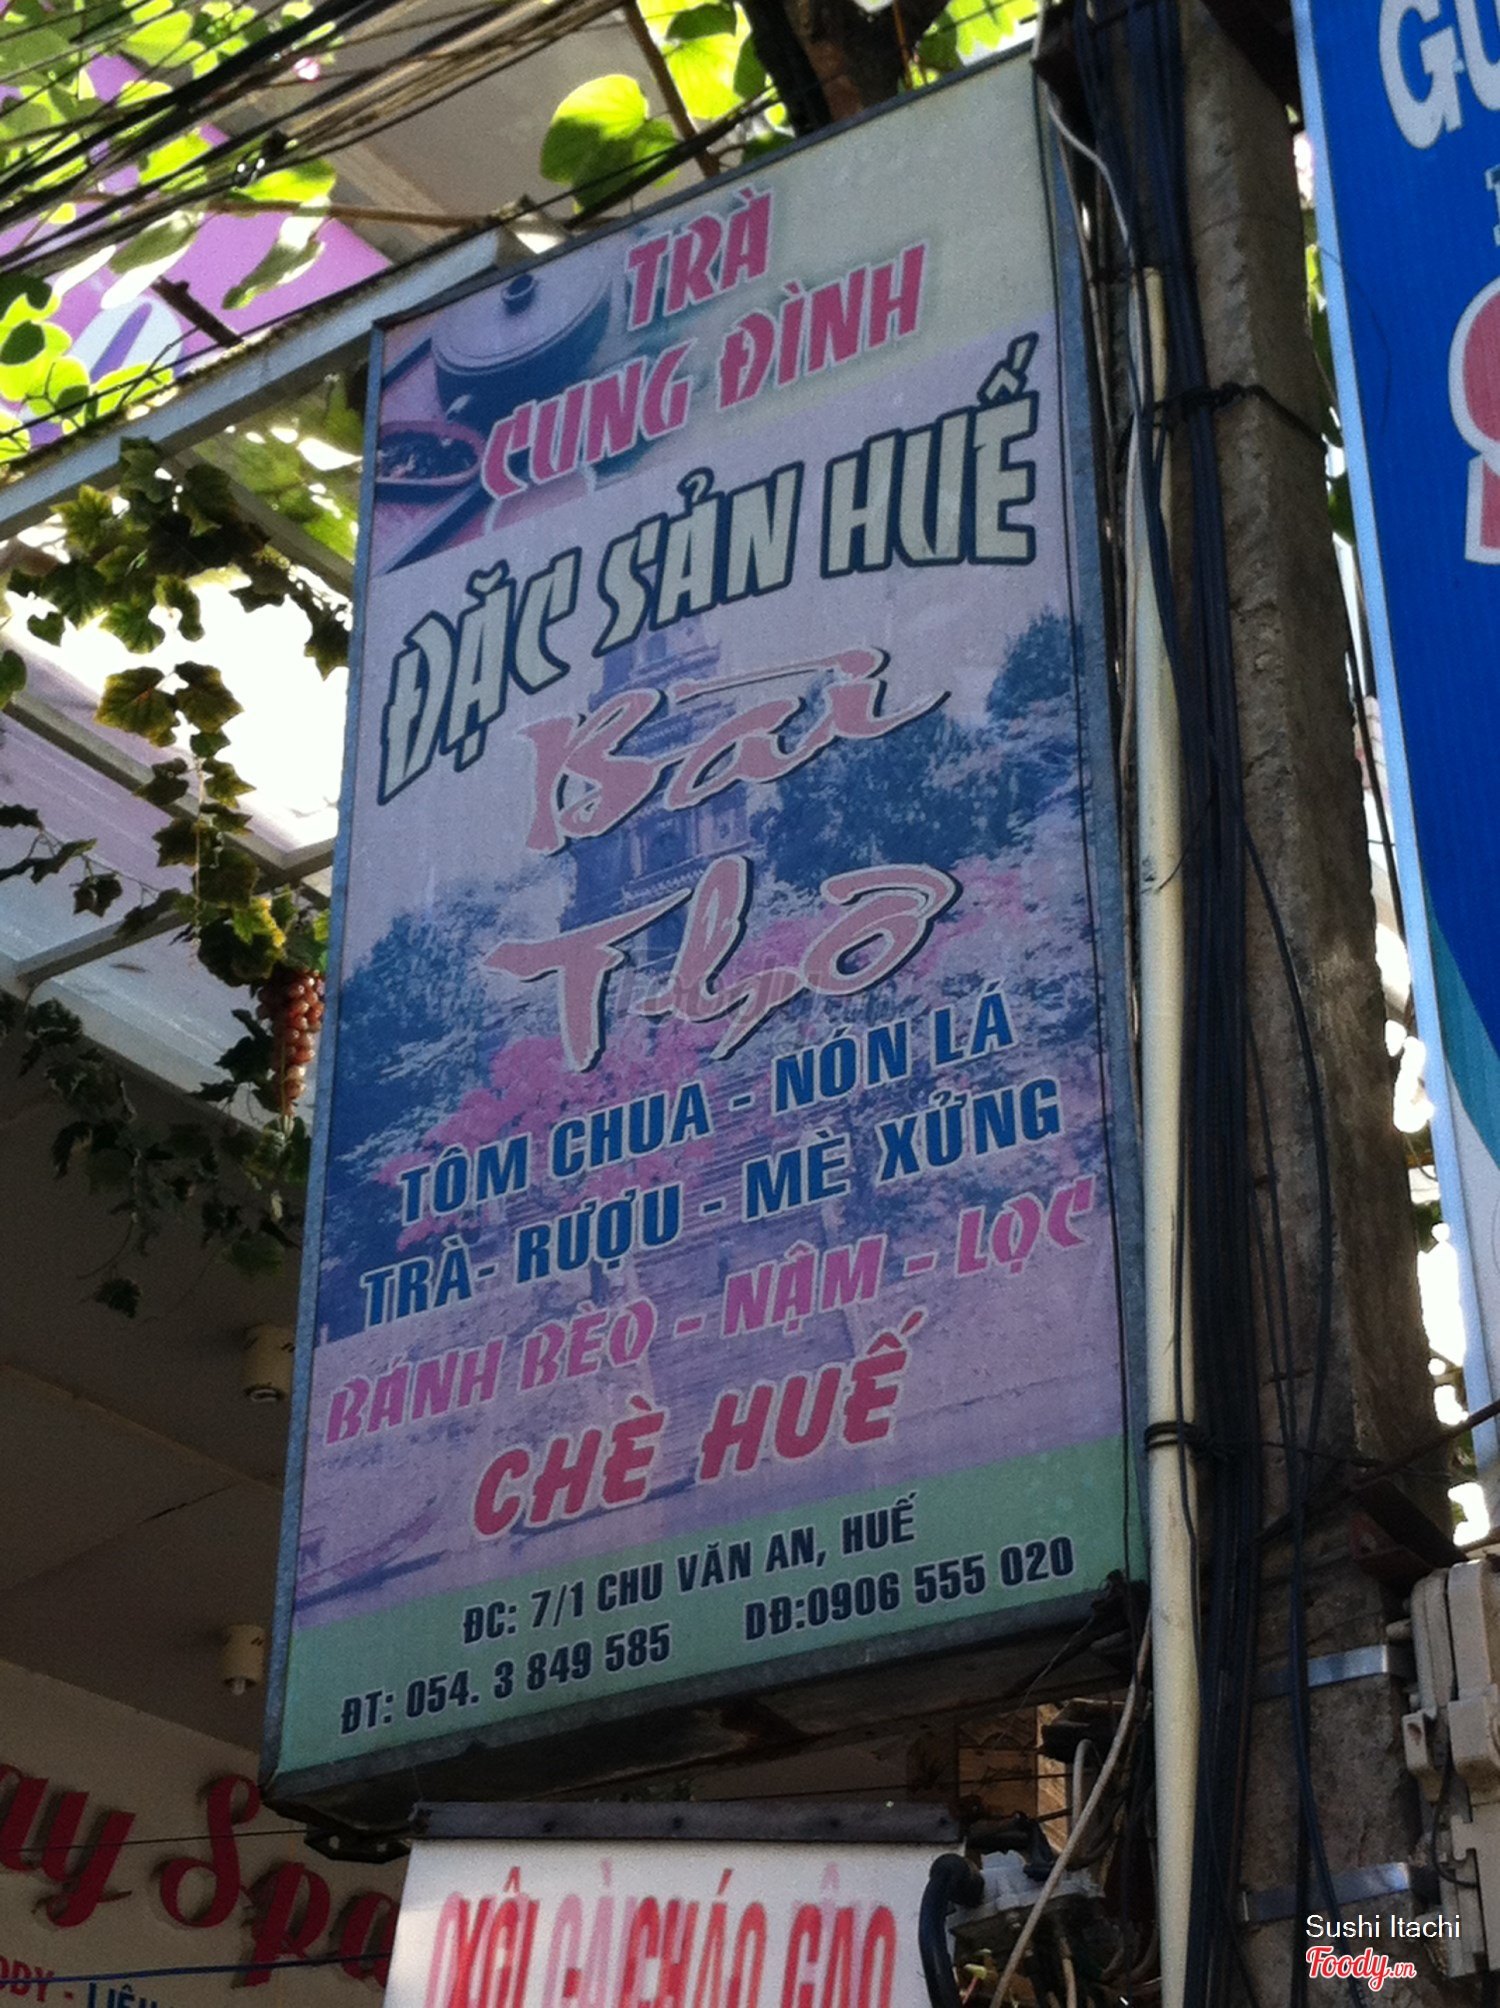 TRÀ
CUNG ĐÌNH
ĐẶC SẢN HUẾ
Bài
Thơ
TÔM CHUA - NÓN LÁ
TRÀ - RƯỢU - MÈ XỬNG
BÁNH BÈO - NẬM - LỌC
CHÈ HUẾ
ĐC: 7/1 CHU VĂN AN, HUẾ
ĐT: 054. 3 849 585 DĐ:0906 555 020
Spa
Sushi Itachi
Foody.vn